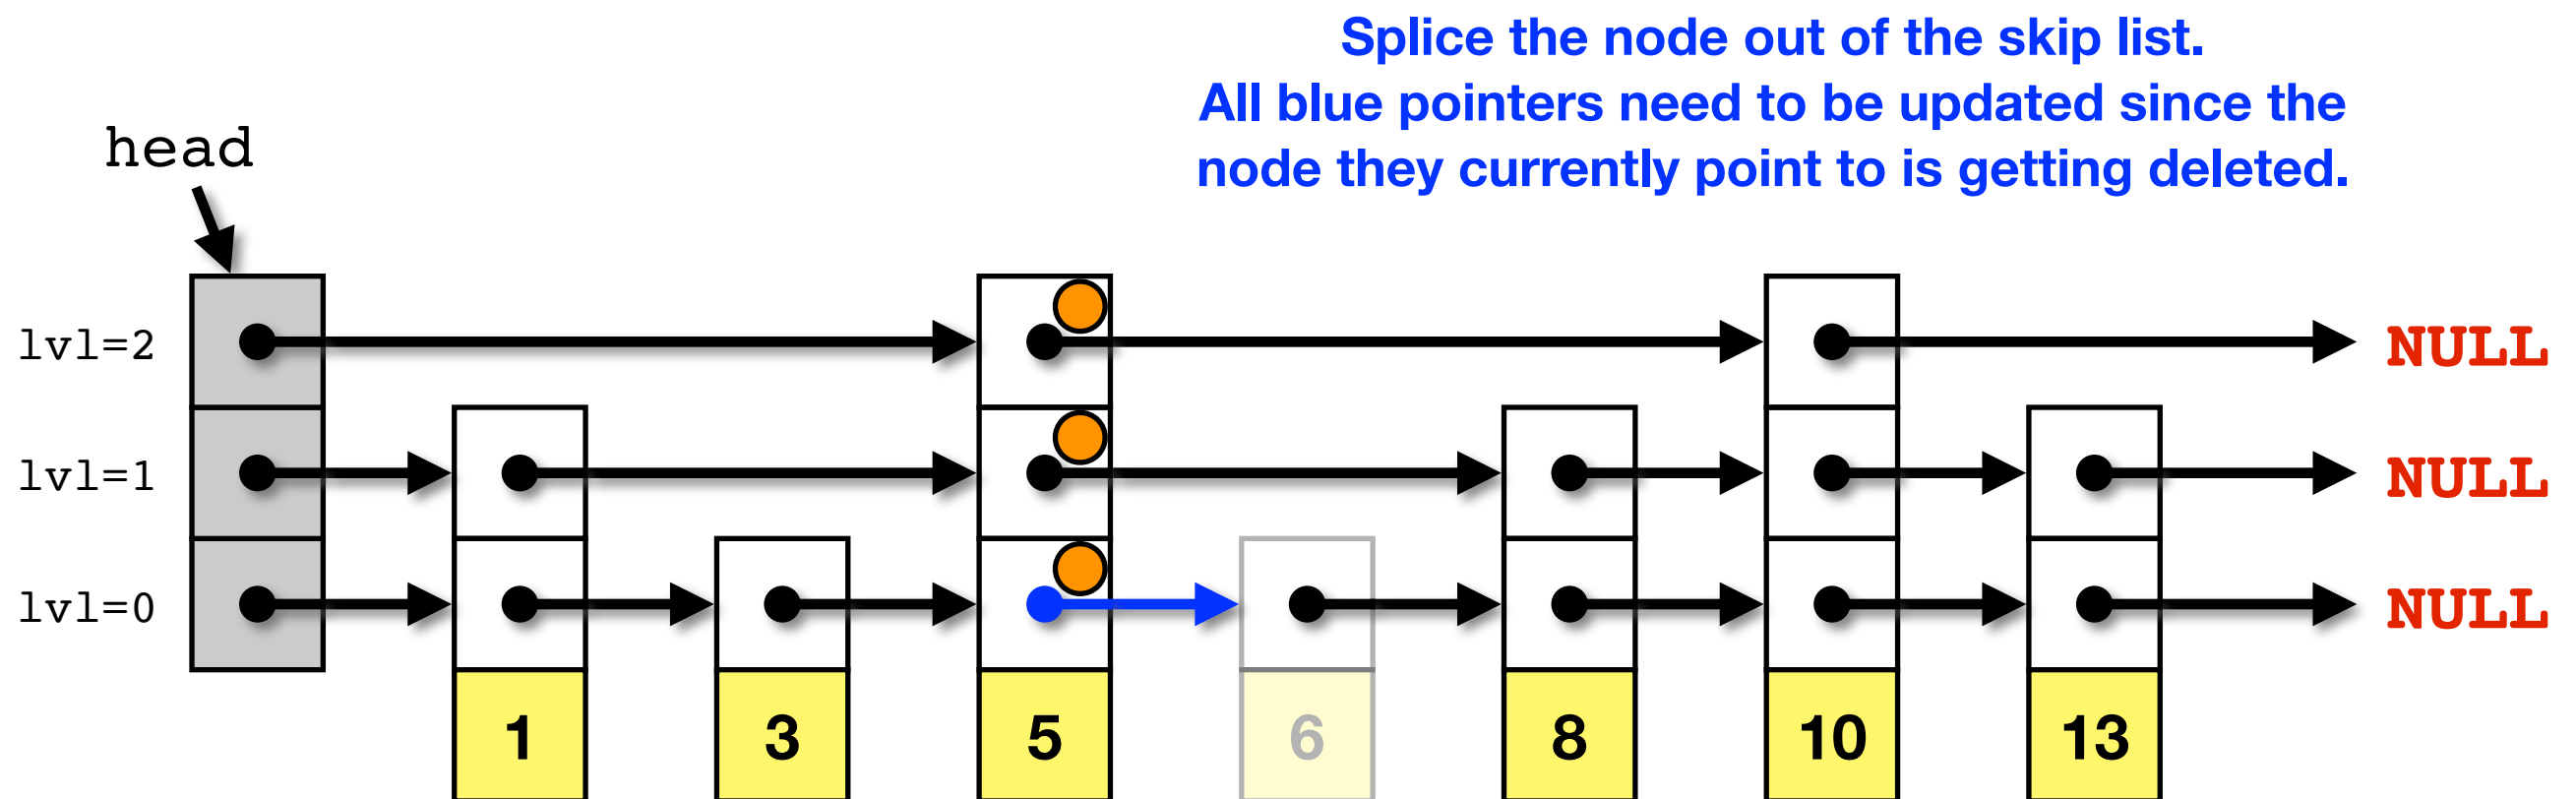 Splice the node out of the skip list.
All blue pointers need to be updated since the
node they currently point to is getting deleted.
head
lvl=2 NULL
lvl=1 NULL
lvl=0 NULL
1 3 5 6 8 10 13